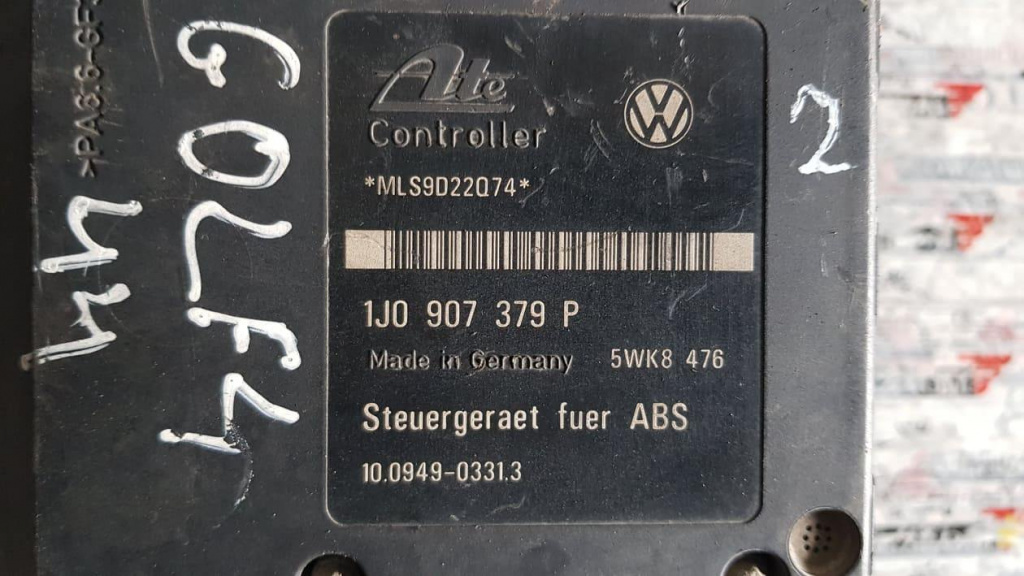 Ate
Controller
*MLS9D22Q74*
1J0 907 379 P
Made in Germany 5WK8 476
Steuergeraet fuer ABS
10.0949-0331.3
GOLF4
44
2